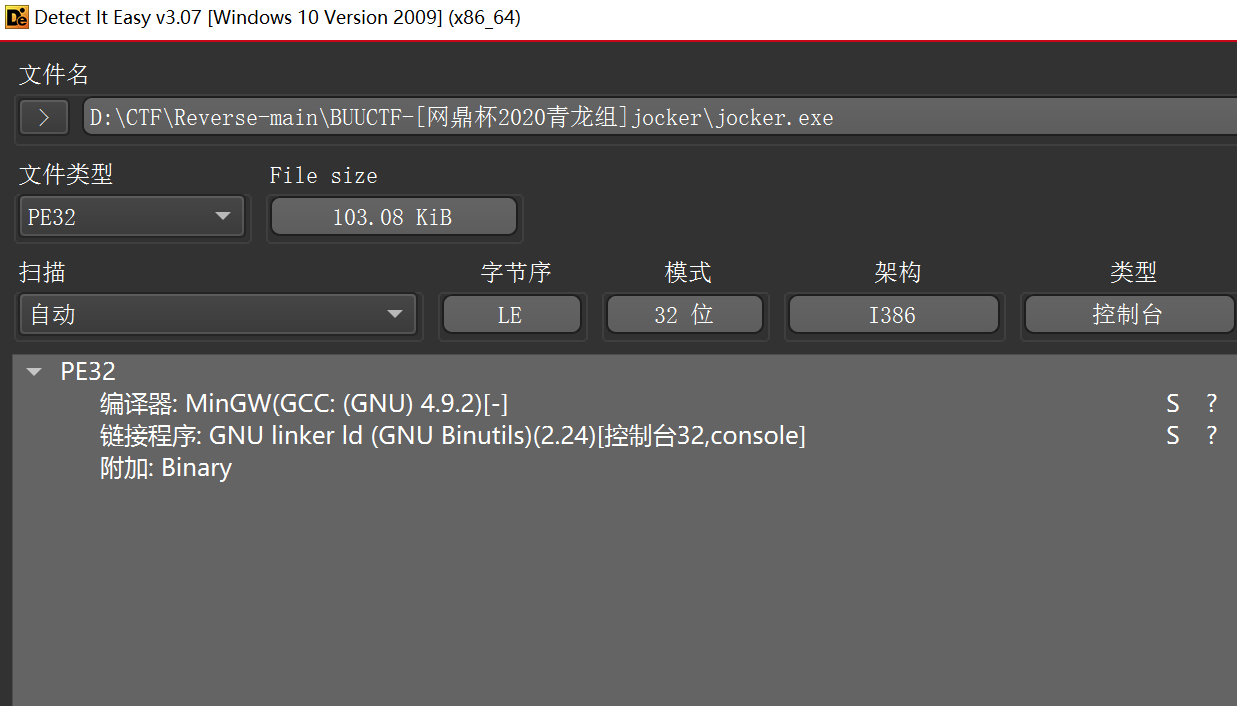 Detect It Easy v3.07 [Windows 10 Version 2009] (x86_64)
文件名
D:\CTF\Reverse-main\BUUCTF-[网鼎杯2020青龙组]jocker\jocker.exe
文件类型 File size
PE32 103.08 KiB
扫描 字节序 模式 架构 类型
自动 LE 32 位 I386 控制台
PE32
编译器: MinGW(GCC: (GNU) 4.9.2)[-] S ?
链接程序: GNU linker ld (GNU Binutils)(2.24)[控制台32,console] S ?
附加: Binary